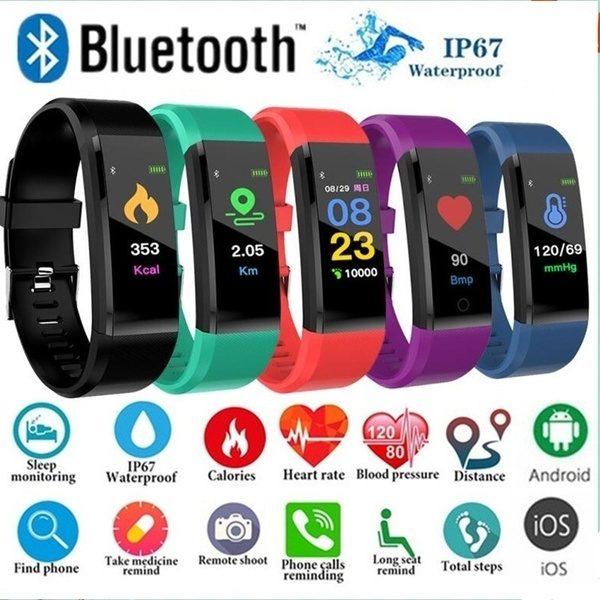 Bluetooth™
IP67
Waterproof
353
Kcal
2.05
Km
08/29 周日
08
23
10000
90
Bmp
120/69
mmHg
Sleep
monitoring
IP67
Waterproof
Calories
Heart rate
120
80
Blood pressure
Distance
Android
Find phone
Take medicine
remind
Remote shoot
Phone calls
reminding
Long seat
remind
Total steps
iOS
iOS